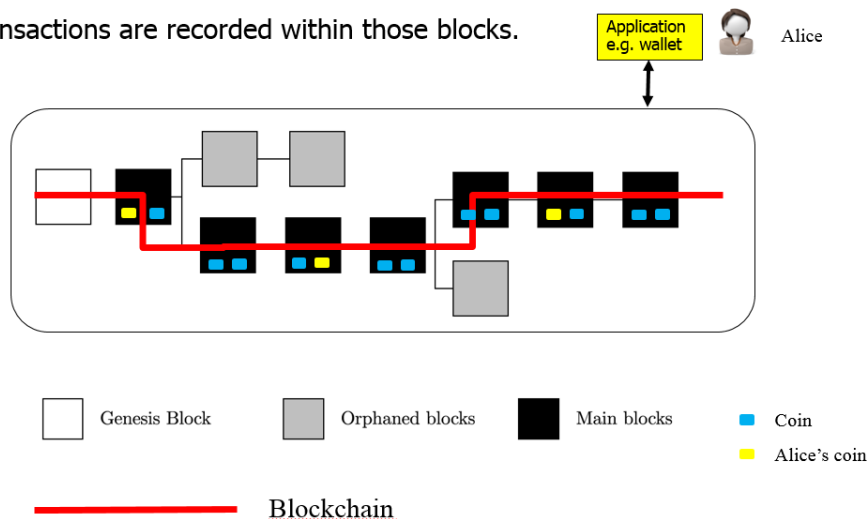 nsactions are recorded within those blocks.
Application
e.g. wallet
Alice
Genesis Block
Orphaned blocks
Main blocks
Coin
Alice's coin
Blockchain